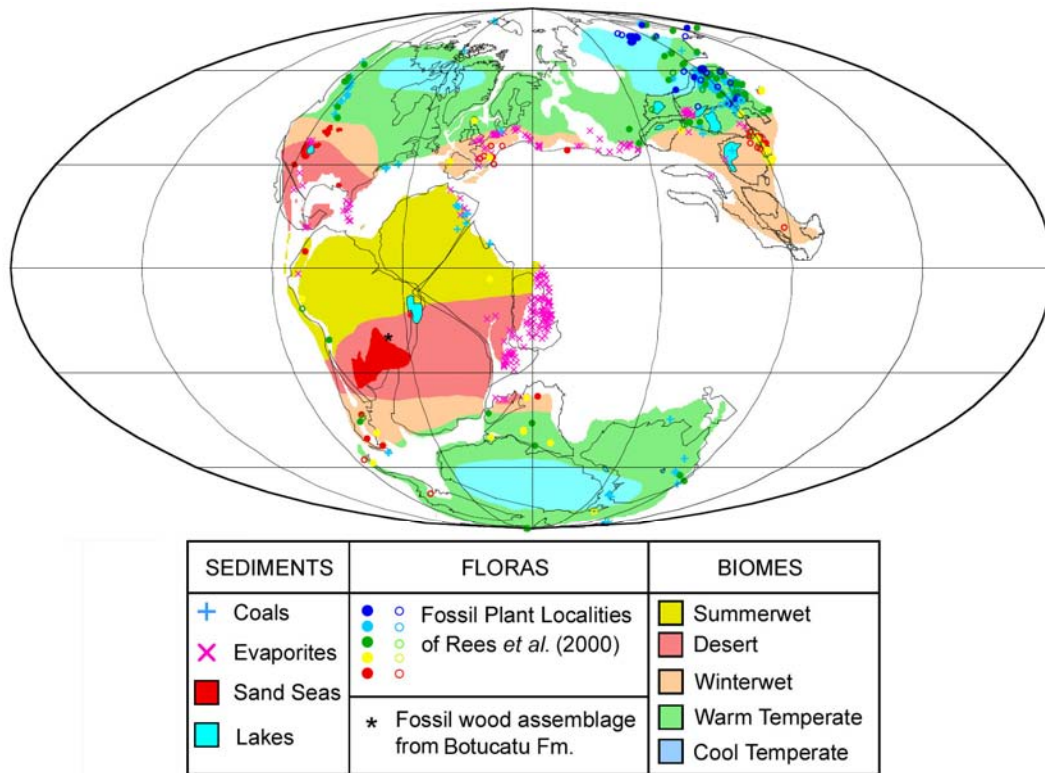 SEDIMENTS
Coals
Evaporites
Sand Seas
Lakes
FLORAS
Fossil Plant Localities
of Rees et al. (2000)
* Fossil wood assemblage
from Botucatu Fm.
BIOMES
Summerwet
Desert
Winterwet
Warm Temperate
Cool Temperate